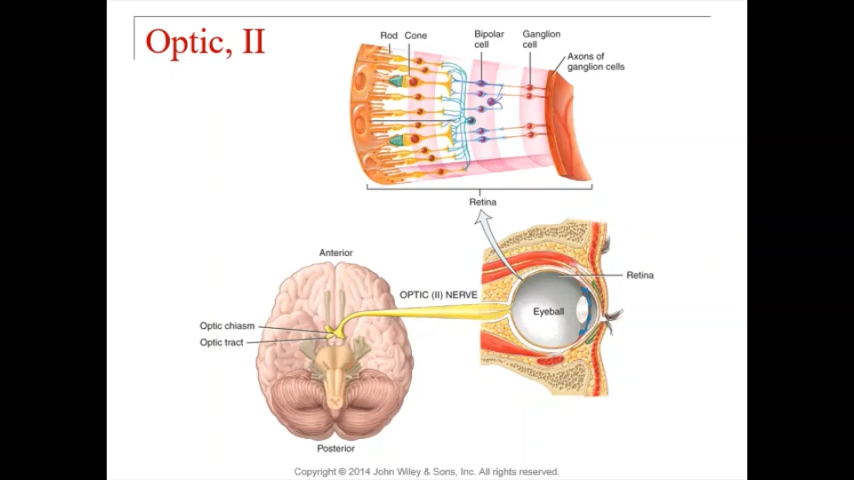 Optic, II
Rod
Cone
Bipolar
cell
Ganglion
cell
Axons of
ganglion cells
Retina
Anterior
OPTIC (II) NERVE
Retina
Eyeball
Optic chiasm
Optic tract
Posterior
Copyright © 2014 John Wiley & Sons, Inc. All rights reserved.